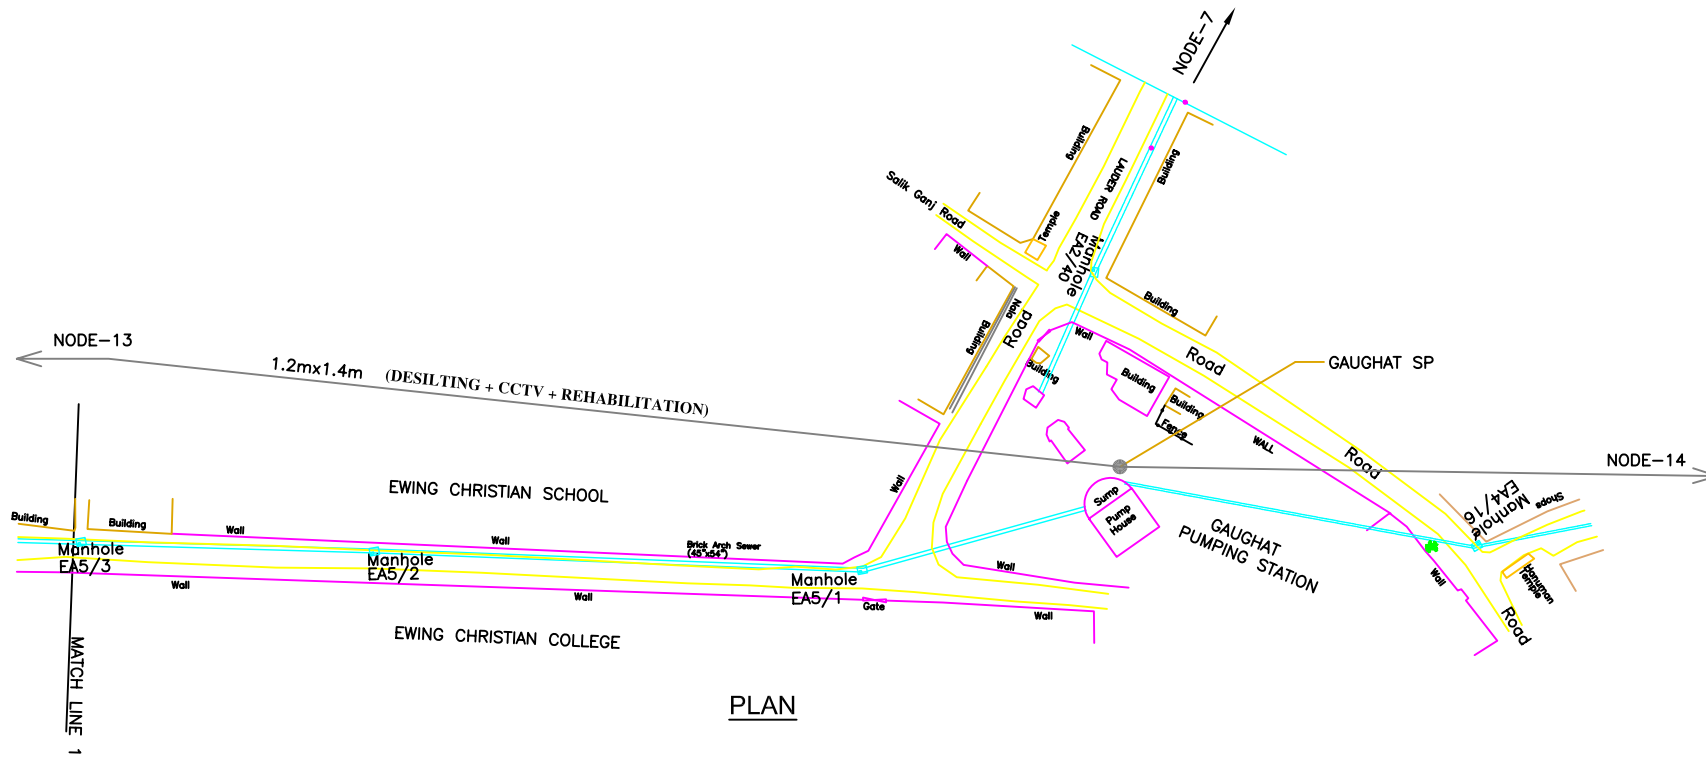 NODE-7
Building
LAUDER ROAD
Building
Salik Ganj Road
Temple
Wall
Manhole
EA2/40
Building
Nala
Building
Road
Wall
Building
Building
Building
Fence
Road
GAUGHAT SP
NODE-13
1.2mx1.4m
(DESILTING + CCTV + REHABILITATION)
WALL
Road
NODE-14
EWING CHRISTIAN SCHOOL
Wall
Sump
Pump
House
GAUGHAT
PUMPING STATION
Manhole
EA4/16
Shops
Building
Building
Wall
Wall
Brick Arch Sewer
(45"x54")
Manhole
EA5/3
Manhole
EA5/2
Manhole
EA5/1
Wall
Wall
Wall
Gate
Wall
Wall
Hanuman
Temple
Road
EWING CHRISTIAN COLLEGE
MATCH LINE 1
PLAN